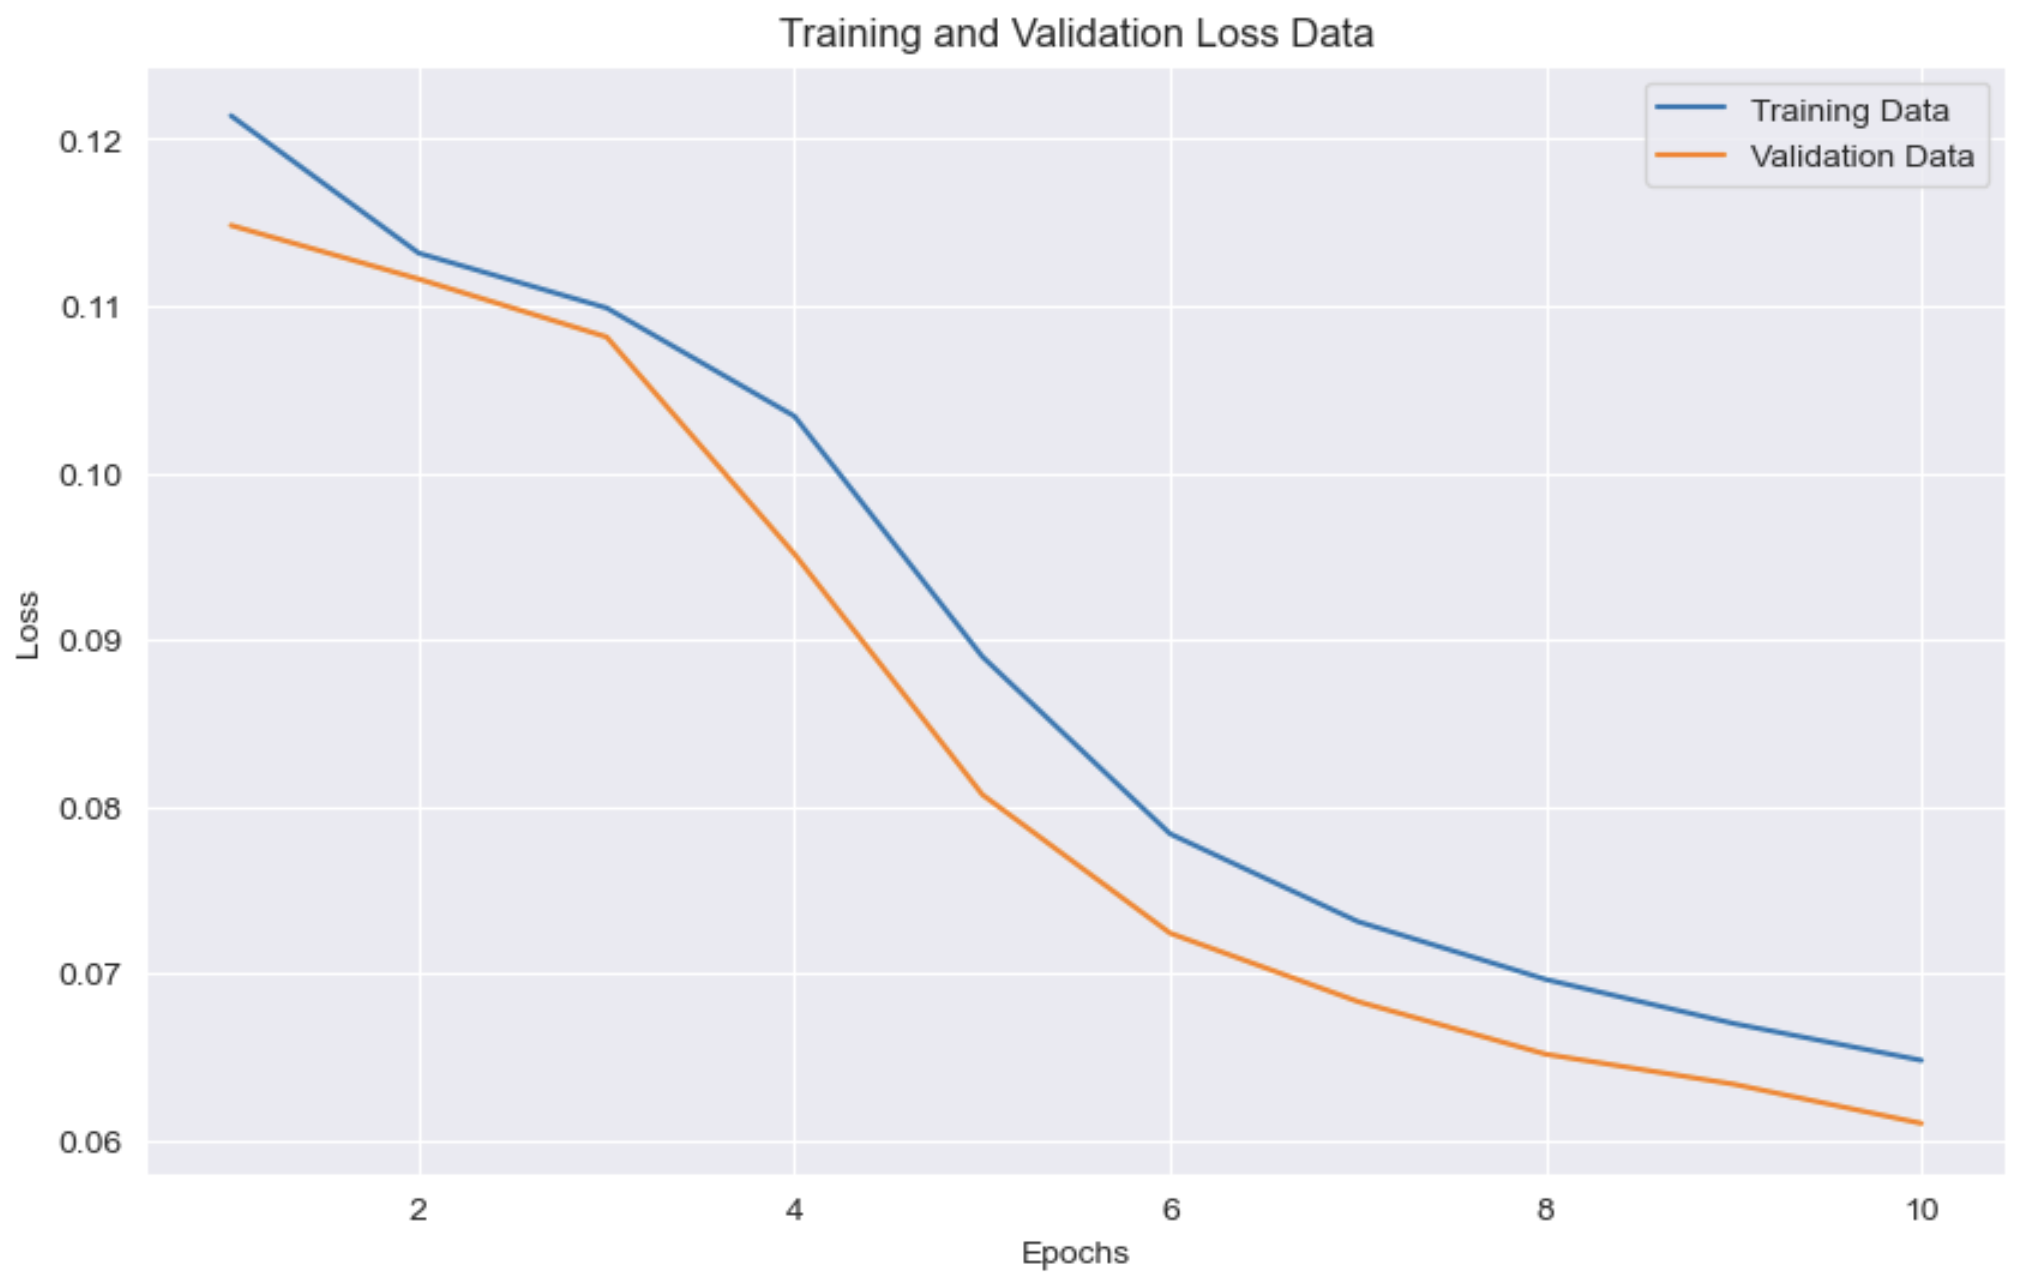 Training and Validation Loss Data
Training Data
Validation Data
0.12
0.11
0.10
0.09
0.08
0.07
0.06
Loss
2 4 6 8 10
Epochs